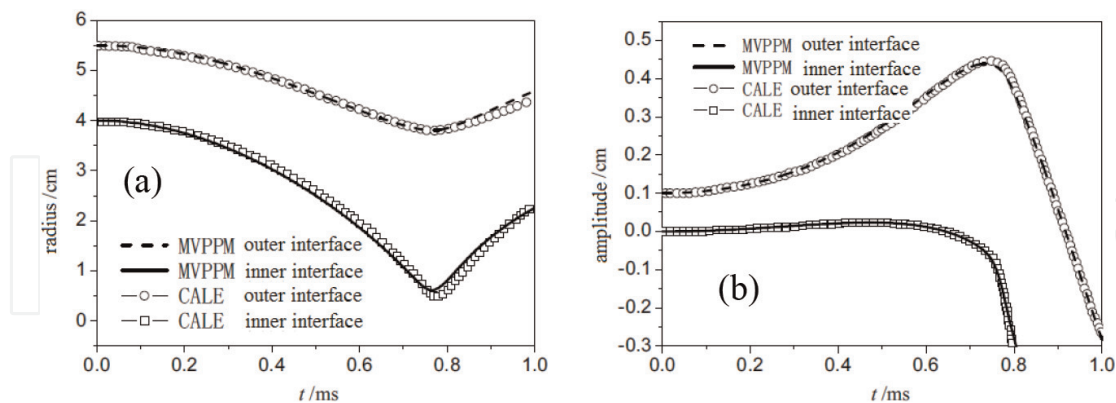 6
5
4
3
2
1
0
radius /cm
(a)
MVPPM outer interface
MVPPM inner interface
CALE outer interface
CALE inner interface
0.0 0.2 0.4 0.6 0.8 1.0
t /ms
0.5
0.4
0.3
0.2
0.1
0.0
-0.1
-0.2
-0.3
amplitude /cm
MVPPM outer interface
MVPPM inner interface
CALE outer interface
CALE inner interface
(b)
0.0 0.2 0.4 0.6 0.8 1.0
t /ms